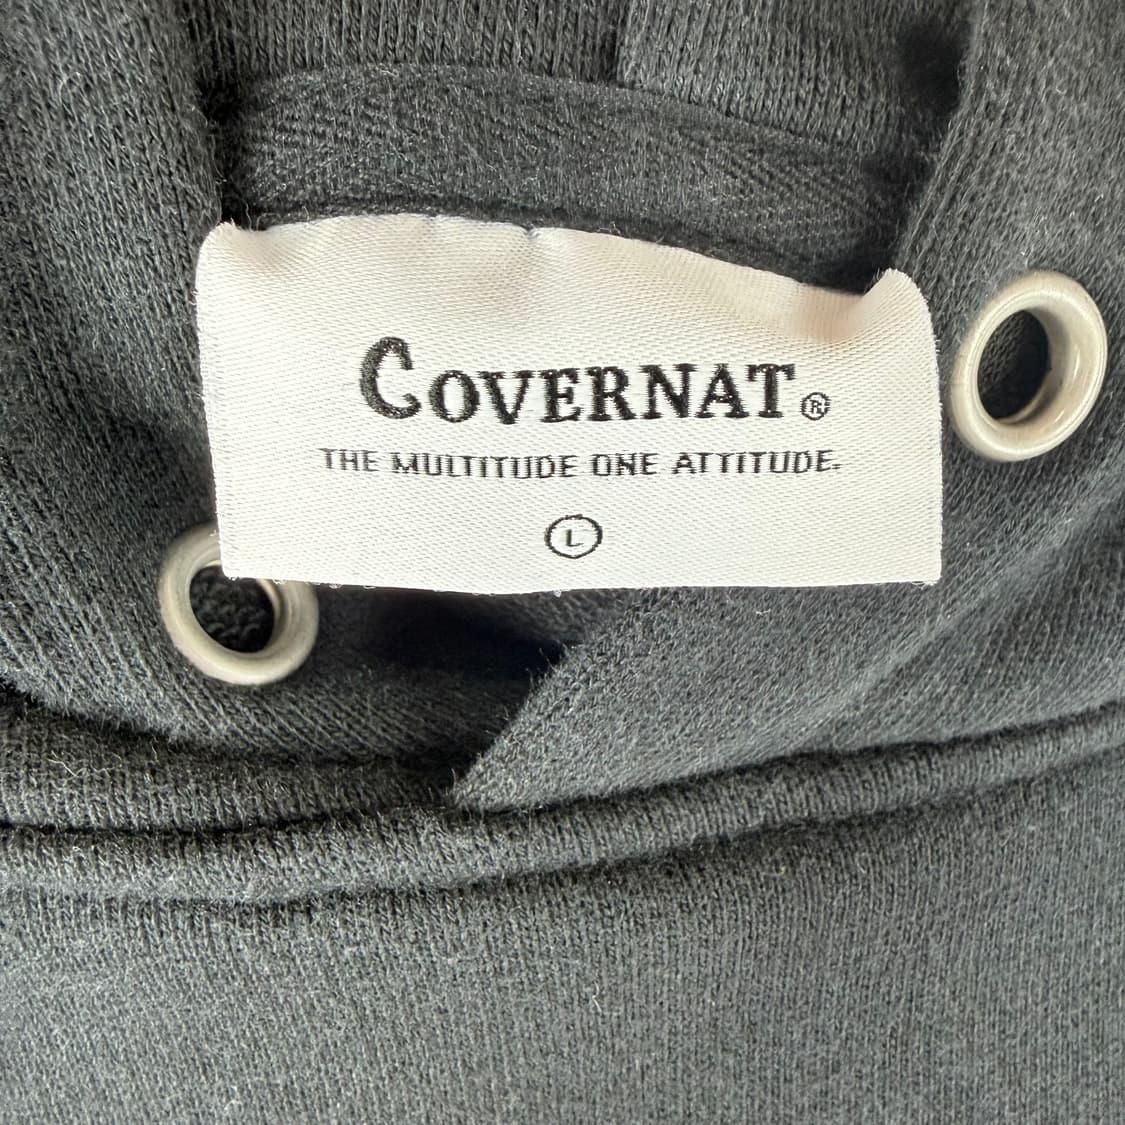 COVERNAT®
THE MULTITUDE ONE ATTITUDE.
L